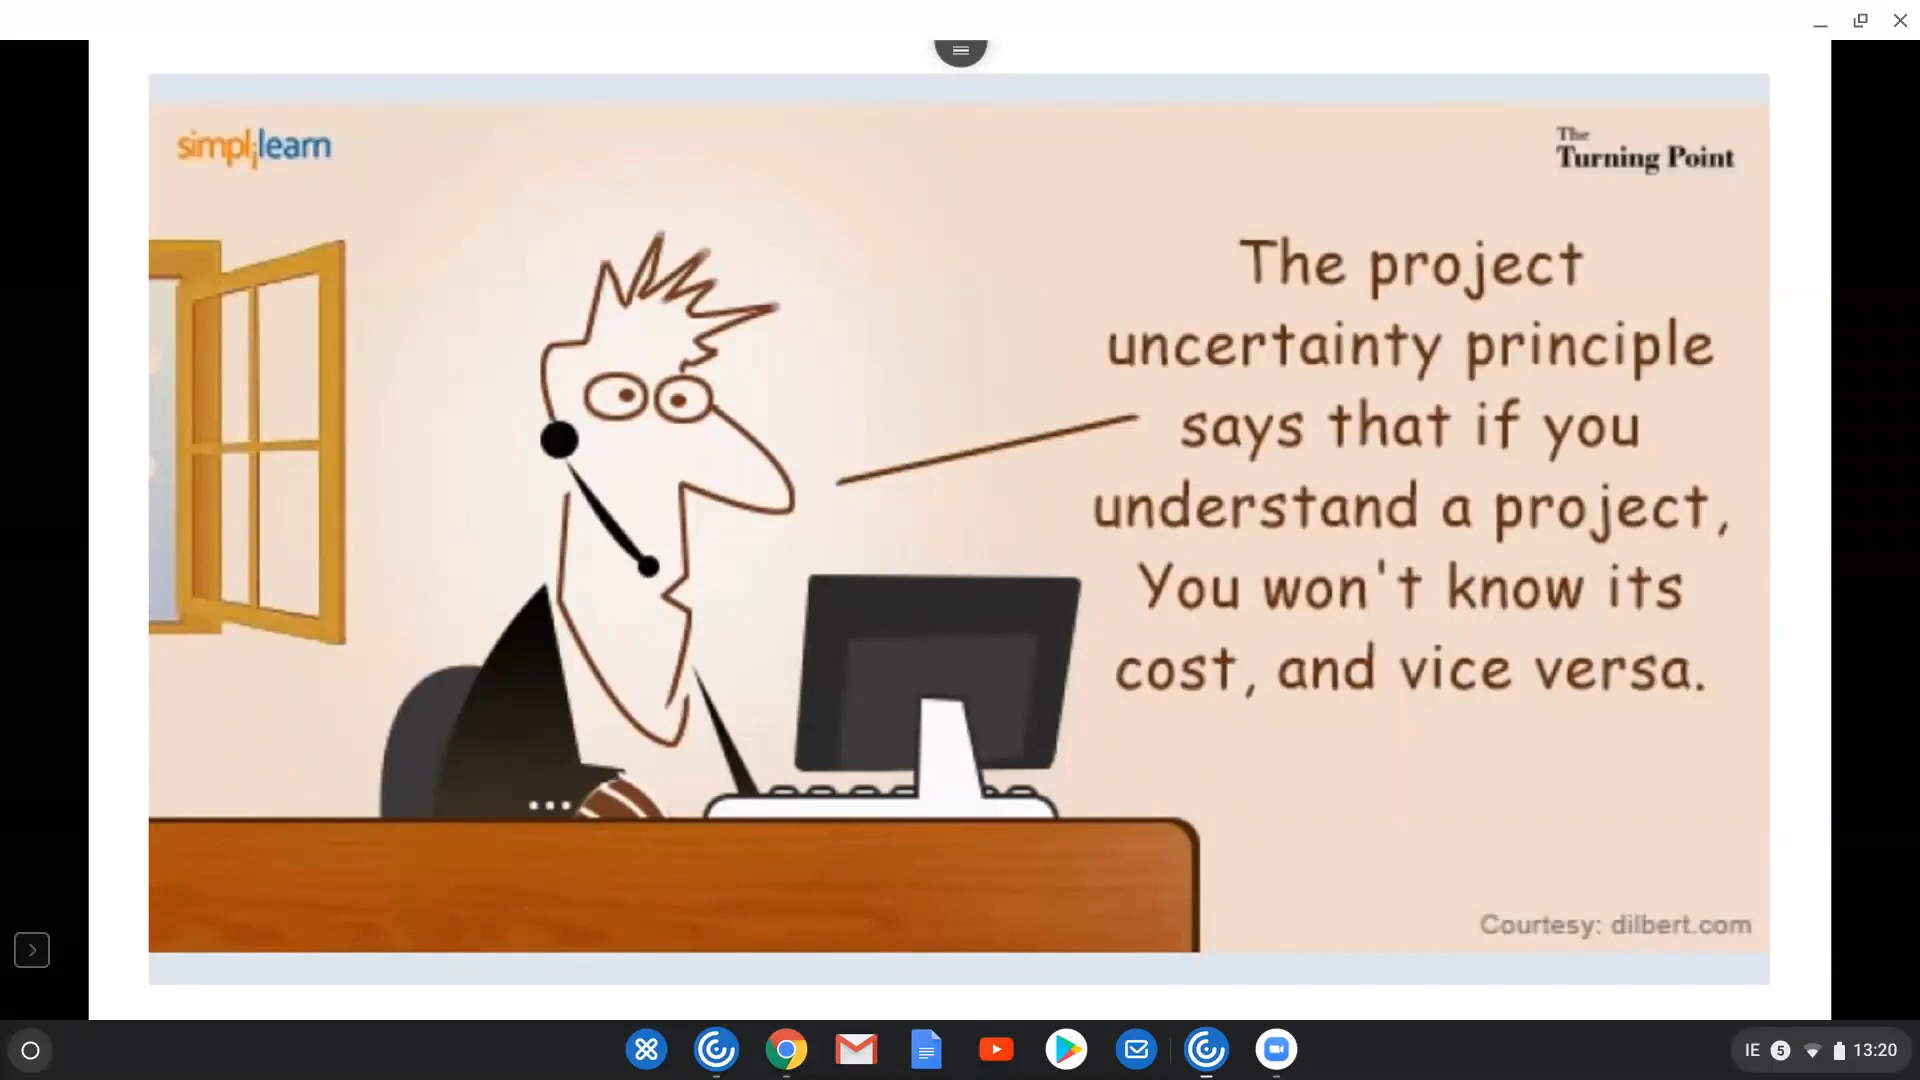 simplilearn
The
Turning Point
The project
uncertainty principle
says that if you
understand a project,
You won't know its
cost, and vice versa.
Courtesy: dilbert.com
IE 5 13:20